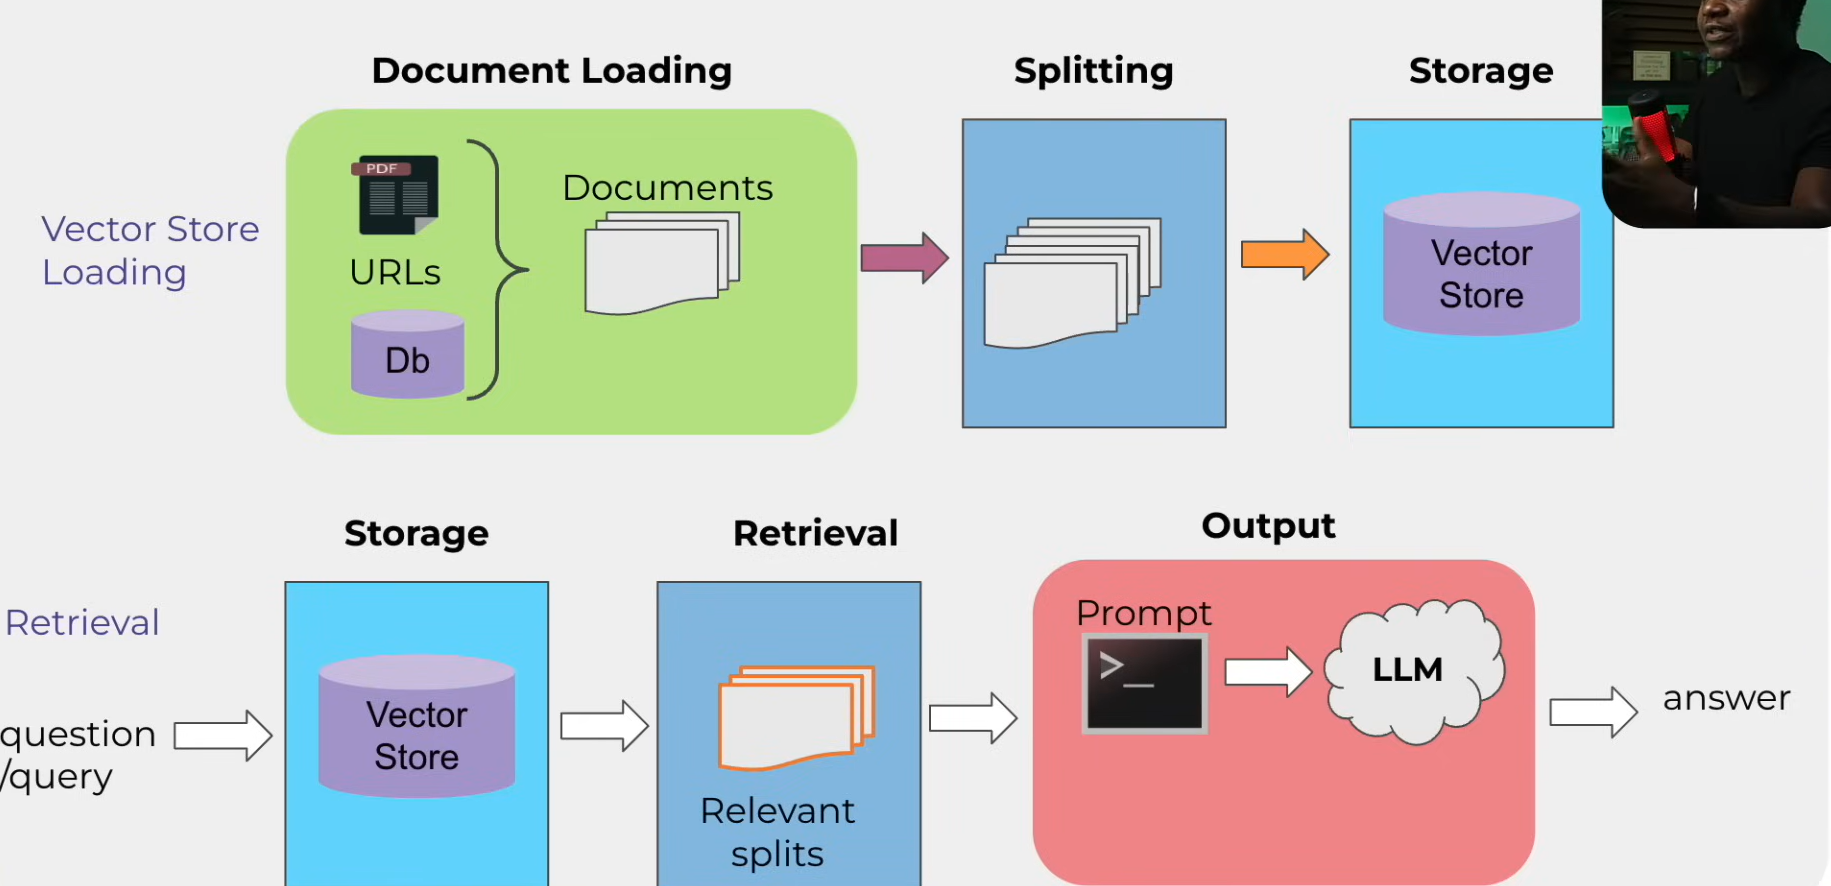 Document Loading
Splitting
Storage
Vector Store
Loading
PDF
URLs
Db
Documents
Vector
Store
Storage
Retrieval
Output
Retrieval
question
/query
Vector
Store
Relevant
splits
Prompt
>_
LLM
answer